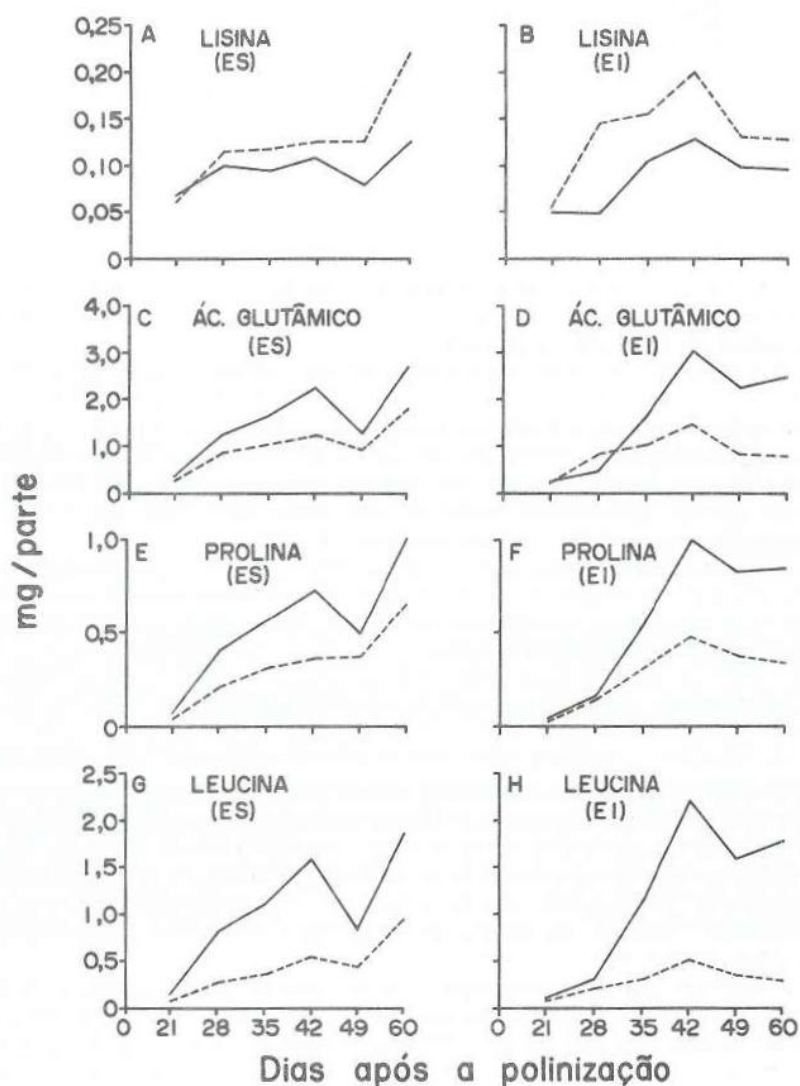 A LISINA (ES)
0,25
0,20
0,15
0,10
0,05
0
B LISINA (EI)
C ÁC. GLUTÂMICO (ES)
4,0
3,0
2,0
1,0
0
D ÁC. GLUTÂMICO (EI)
E PROLINA (ES)
1,0
0,5
0
F PROLINA (EI)
G LEUCINA (ES)
2,5
2,0
1,5
1,0
0,5
0
H LEUCINA (EI)
0 21 28 35 42 49 60
0 21 28 35 42 49 60
mg/parte
Dias após a polinização